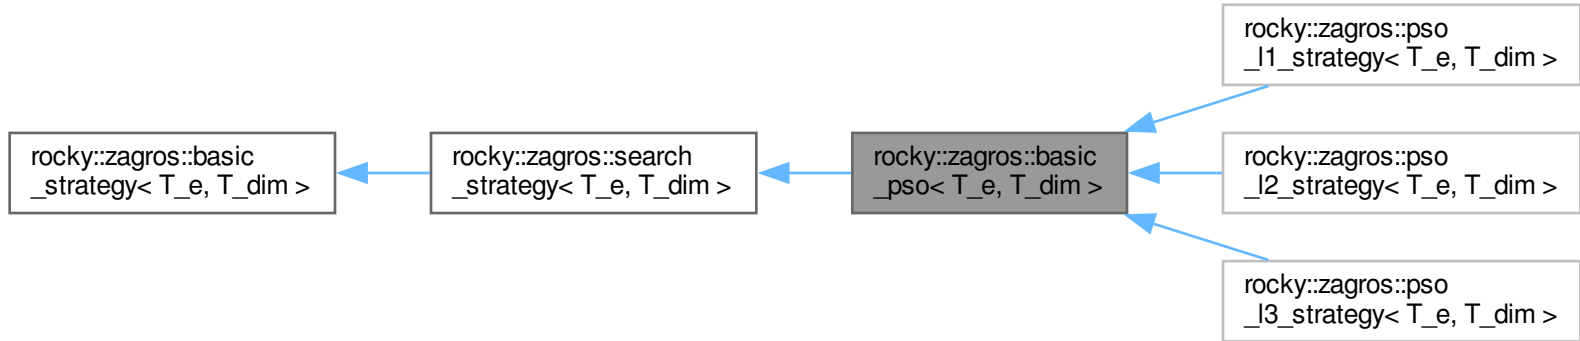 rocky::zagros::basic
_strategy< T_e, T_dim >
rocky::zagros::search
_strategy< T_e, T_dim >
rocky::zagros::basic
_pso< T_e, T_dim >
rocky::zagros::pso
_l1_strategy< T_e, T_dim >
rocky::zagros::pso
_l2_strategy< T_e, T_dim >
rocky::zagros::pso
_l3_strategy< T_e, T_dim >